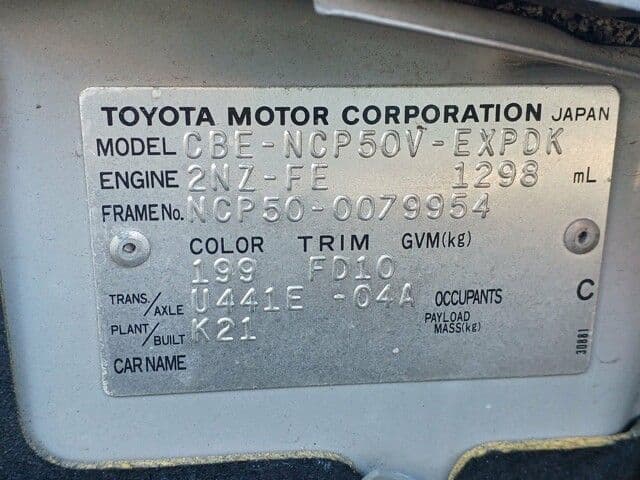 TOYOTA MOTOR CORPORATION JAPAN
MODEL CBE-NCP50V-EXPDK
ENGINE 2NZ-FE 1298 mL
FRAME No. NCP50-0079954
COLOR TRIM GVM(kg)
199 FD10
TRANS./AXLE U441E -04A OCCUPANTS C
PLANT/BUILT K21 PAYLOAD MASS(kg)
CAR NAME
30881